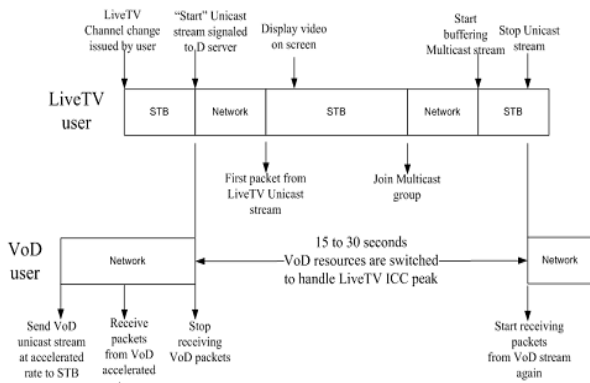 LiveTV
Channel change
issued by user
"Start" Unicast
stream signaled
to D server
Display video
on screen
Start
buffering
Multicast stream
Stop Unicast
stream
LiveTV
user
STB
Network
STB
Network
STB
First packet from
LiveTV Unicast
stream
Join Multicast
group
VoD
user
Network
15 to 30 seconds
VoD resources are switched
to handle LiveTV ICC peak
Network
Send VoD
unicast stream
at accelerated
rate to STB
Receive
packets
from VoD
accelerated
Stop
receiving
VoD packets
Start receiving
packets
from VoD stream
again